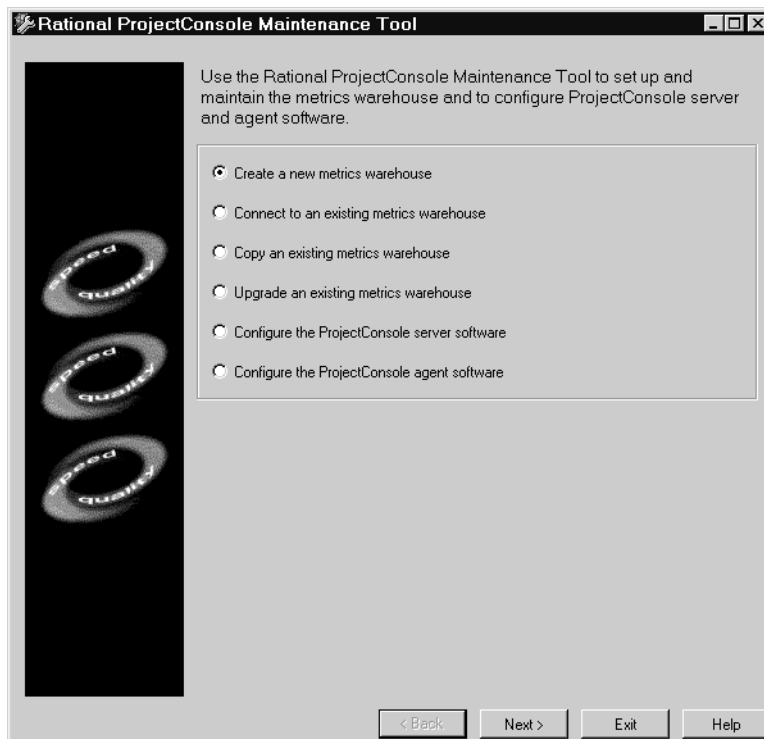 Rational ProjectConsole Maintenance Tool
Use the Rational ProjectConsole Maintenance Tool to set up and
maintain the metrics warehouse and to configure ProjectConsole server
and agent software.
Create a new metrics warehouse
Connect to an existing metrics warehouse
Copy an existing metrics warehouse
Upgrade an existing metrics warehouse
Configure the ProjectConsole server software
Configure the ProjectConsole agent software
speed
quality
speed
quality
speed
quality
< Back
Next >
Exit
Help